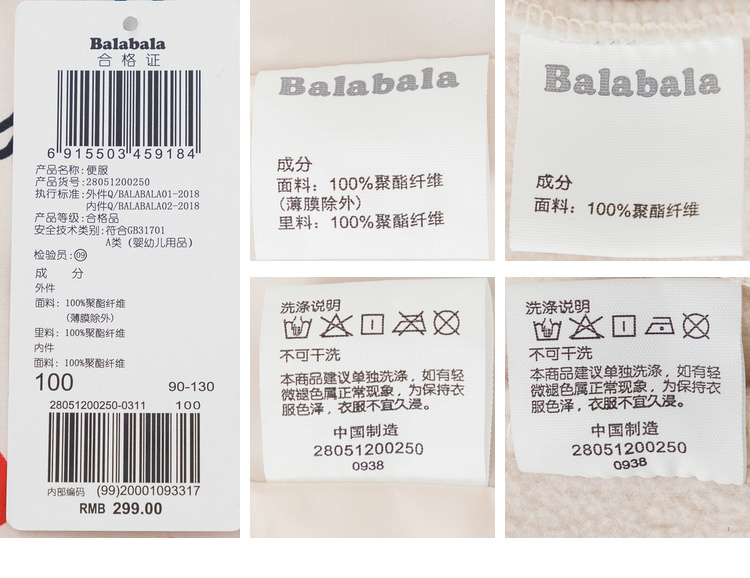 Balabala
合格证
6 915503 459184
产品名称:便服
产品货号:28051200250
执行标准:外件Q/BALABALA01-2018
内件Q/BALABALA02-2018
产品等级:合格品
安全技术类别:符合GB31701
A类（婴幼儿用品）
检验员:09
成 分
外件
面料: 100%聚酯纤维
(薄膜除外)
里料: 100%聚酯纤维
内件
面料: 100%聚酯纤维
100 90-130
28051200250-0311 100
内部编码 (99)20001093317
RMB 299.00
Balabala
成分
面料: 100%聚酯纤维
(薄膜除外)
里料: 100%聚酯纤维
Balabala
成分
面料: 100%聚酯纤维
洗涤说明
不可干洗
本商品建议单独洗涤，如有轻
微褪色属正常现象，为保持衣
服色泽，衣服不宜久浸。
中国制造
28051200250
0938
洗涤说明
不可干洗
本商品建议单独洗涤，如有轻
微褪色属正常现象，为保持衣
服色泽，衣服不宜久浸。
中国制造
28051200250
0938